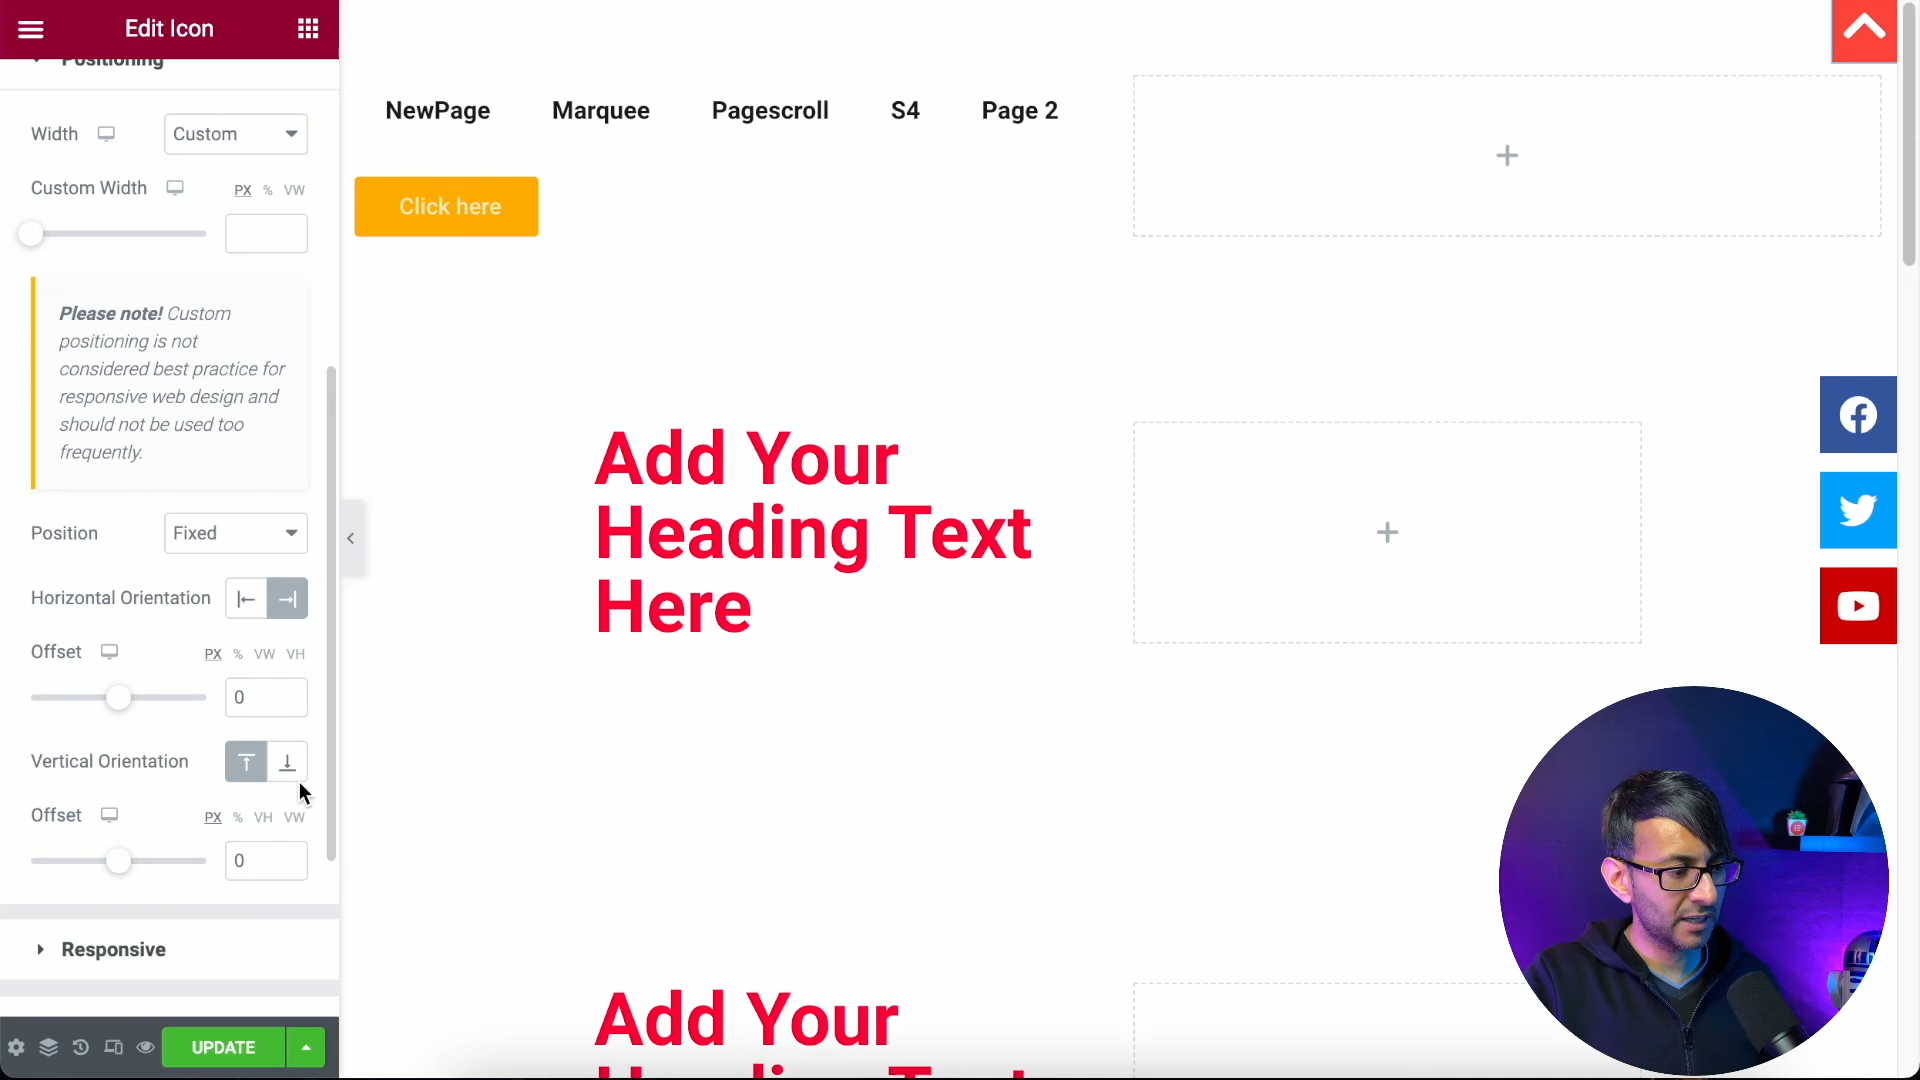 Edit Icon
Positioning
Width
Custom
Custom Width
PX % VW
Please note! Custom
positioning is not
considered best practice for
responsive web design and
should not be used too
frequently.
Position
Fixed
Horizontal Orientation
Offset
PX % VW VH
0
Vertical Orientation
Offset
PX % VH VW
0
Responsive
UPDATE
NewPage
Marquee
Pagescroll
S4
Page 2
Click here
Add Your
Heading Text
Here
Add Your
Heading Text